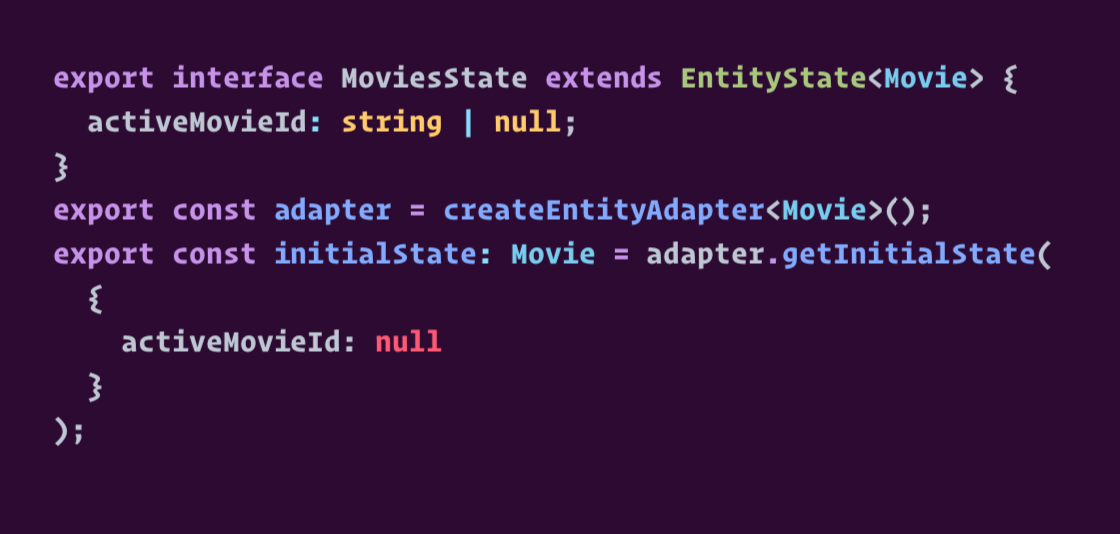 export interface MoviesState extends EntityState<Movie> {
  activeMovieId: string | null;
}
export const adapter = createEntityAdapter<Movie>();
export const initialState: Movie = adapter.getInitialState(
  {
    activeMovieId: null
  }
);